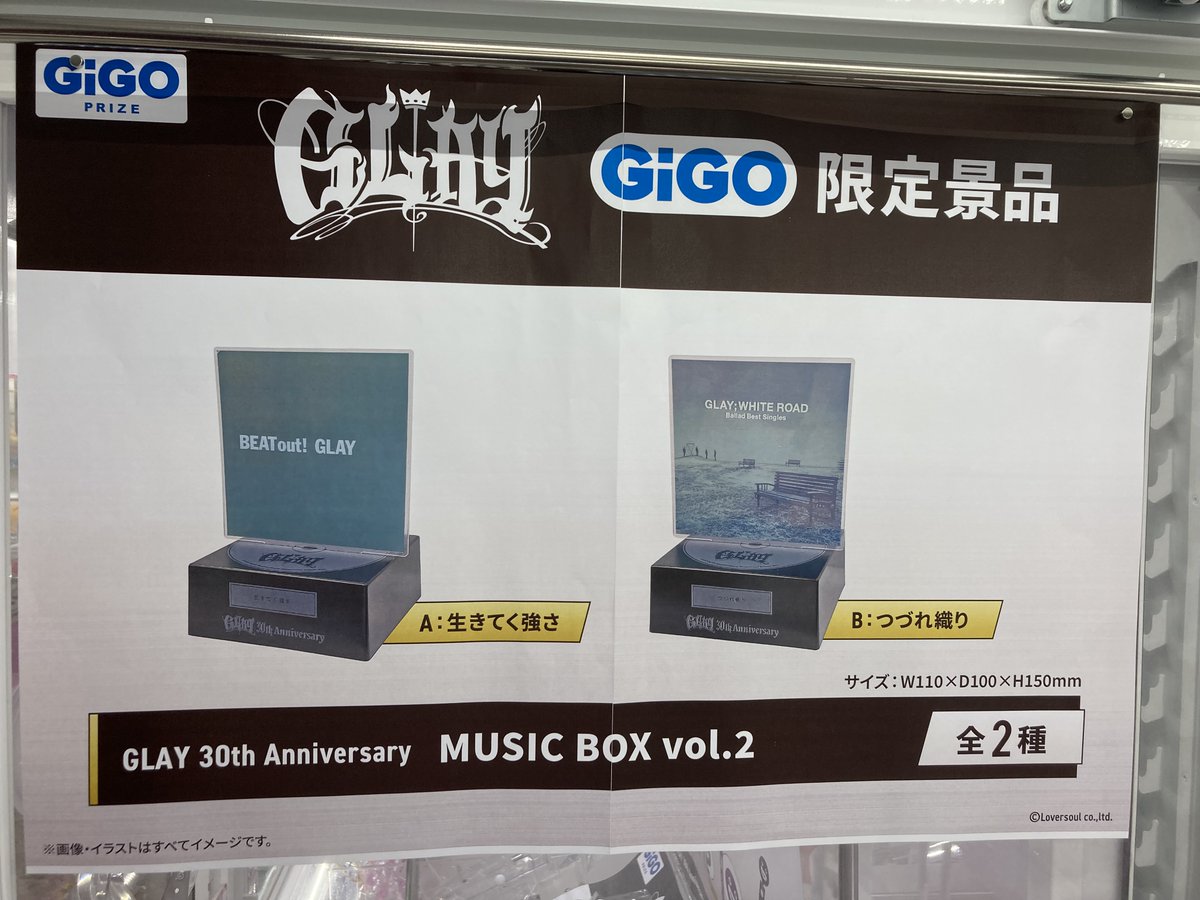 GiGO
PRIZE
GLAY
GiGO 限定景品
BEATout! GLAY
GLAY
生きてく強さ
GLAY 30th Anniversary
A:生きてく強さ
GLAY;WHITE ROAD
Ballad Best Singles
GLAY
つづれ織り
GLAY 30th Anniversary
B:つづれ織り
サイズ:W110×D100×H150mm
GLAY 30th Anniversary MUSIC BOX vol.2
全2種
©Loversoul co.,ltd.
※画像・イラストはすべてイメージです。
GiGO